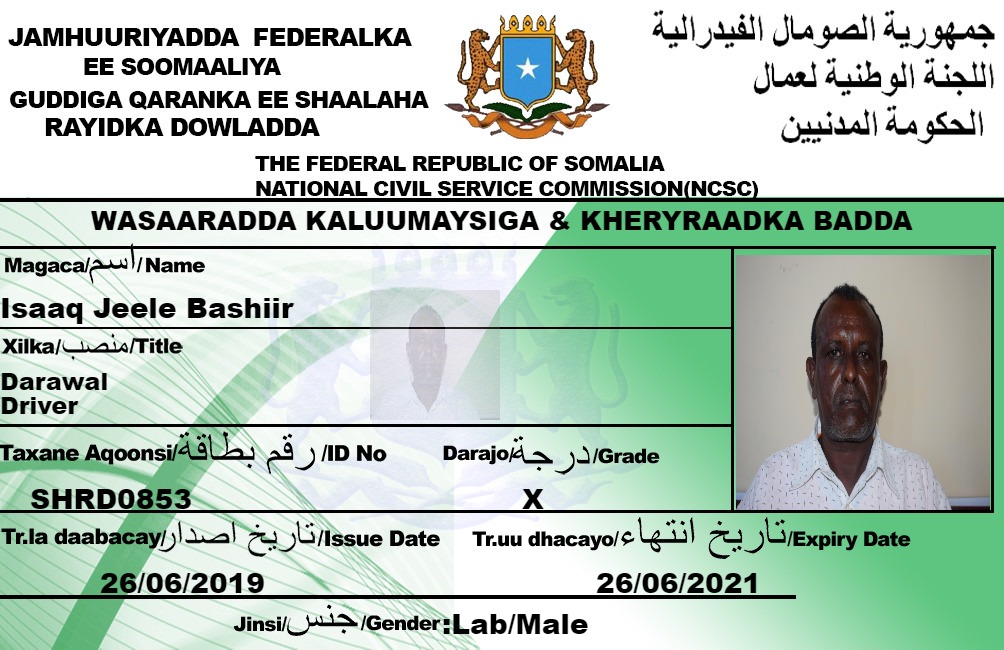 JAMHUURIYADDA FEDERALKA
EE SOOMAALIYA
GUDDIGA QARANKA EE SHAALAHA
RAYIDKA DOWLADDA
جمهورية الصومال الفيدرالية
اللجنة الوطنية لعمال
الحكومة المدنيين
THE FEDERAL REPUBLIC OF SOMALIA
NATIONAL CIVIL SERVICE COMMISSION(NCSC)
WASAARADDA KALUUMAYSIGA & KHERYRAADKA BADDA
Magaca/اسم/Name
Isaaq Jeele Bashiir
Xilka/منصب/Title
Darawal
Driver
Taxane Aqoonsi/رقم بطاقة/ID No
SHRD0853
Darajo/درجة/Grade
X
Tr.la daabacay/تاريخ اصدار/Issue Date
26/06/2019
Tr.uu dhacayo/تاريخ انتهاء/Expiry Date
26/06/2021
Jinsi/جنس/Gender:Lab/Male